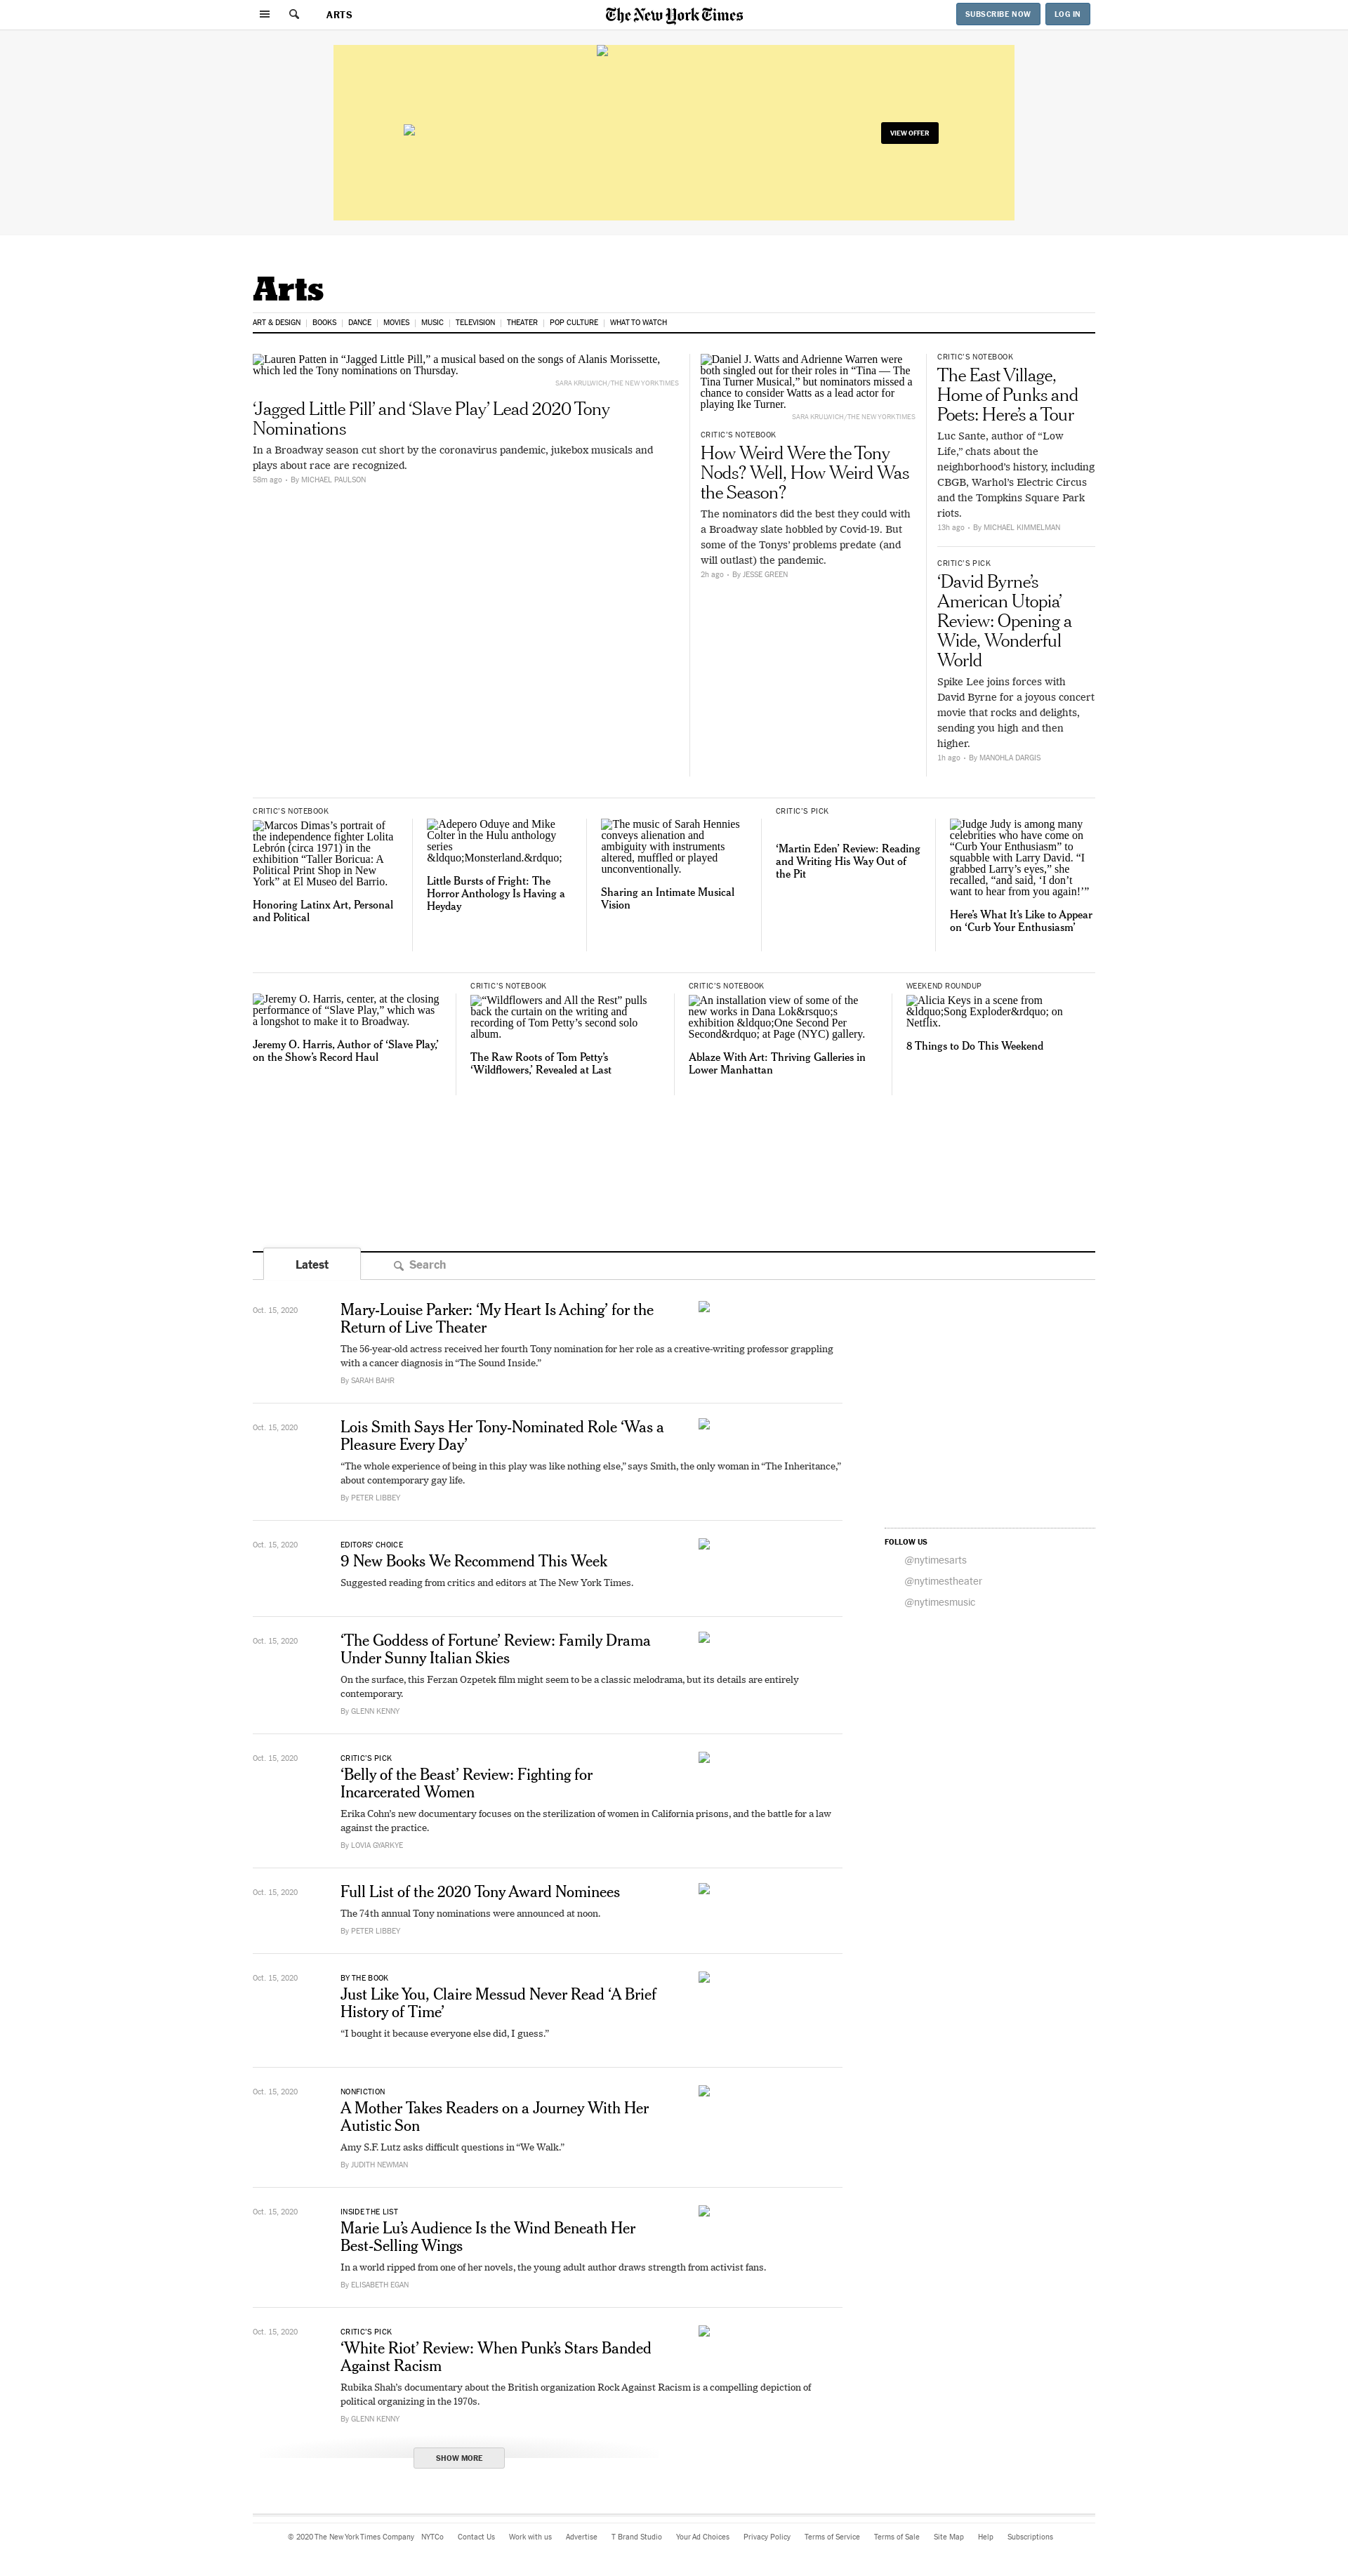 ARTS
The New York Times
SUBSCRIBE NOW
LOG IN
VIEW OFFER
Arts
ART & DESIGN
BOOKS
DANCE
MOVIES
MUSIC
TELEVISION
THEATER
POP CULTURE
WHAT TO WATCH
Lauren Patten in “Jagged Little Pill,” a musical based on the songs of Alanis Morissette,
which led the Tony nominations on Thursday.
SARA KRULWICH/THE NEW YORK TIMES
‘Jagged Little Pill’ and ‘Slave Play’ Lead 2020 Tony
Nominations
In a Broadway season cut short by the coronavirus pandemic, jukebox musicals and
plays about race are recognized.
58m ago • By MICHAEL PAULSON
Daniel J. Watts and Adrienne Warren were
both singled out for their roles in “Tina — The
Tina Turner Musical,” but nominators missed a
chance to consider Watts as a lead actor for
playing Ike Turner.
SARA KRULWICH/THE NEW YORK TIMES
CRITIC’S NOTEBOOK
How Weird Were the Tony
Nods? Well, How Weird Was
the Season?
The nominators did the best they could with
a Broadway slate hobbled by Covid-19. But
some of the Tonys’ problems predate (and
will outlast) the pandemic.
2h ago • By JESSE GREEN
CRITIC’S NOTEBOOK
The East Village,
Home of Punks and
Poets: Here’s a Tour
Luc Sante, author of “Low
Life,” chats about the
neighborhood’s history, including
CBGB, Warhol’s Electric Circus
and the Tompkins Square Park
riots.
13h ago • By MICHAEL KIMMELMAN
CRITIC’S PICK
‘David Byrne’s
American Utopia’
Review: Opening a
Wide, Wonderful
World
Spike Lee joins forces with
David Byrne for a joyous concert
movie that rocks and delights,
sending you high and then
higher.
1h ago • By MANOHLA DARGIS
CRITIC’S NOTEBOOK
Marcos Dimas’s portrait of
the independence fighter Lolita
Lebrón (circa 1971) in the
exhibition “Taller Boricua: A
Political Print Shop in New
York” at El Museo del Barrio.
Honoring Latinx Art, Personal
and Political
Adepero Oduye and Mike
Colter in the Hulu anthology
series
&ldquo;Monsterland.&rdquo;
Little Bursts of Fright: The
Horror Anthology Is Having a
Heyday
The music of Sarah Hennies
conveys alienation and
ambiguity with instruments
altered, muffled or played
unconventionally.
Sharing an Intimate Musical
Vision
CRITIC’S PICK
‘Martin Eden’ Review: Reading
and Writing His Way Out of
the Pit
Judge Judy is among many
celebrities who have come on
“Curb Your Enthusiasm” to
squabble with Larry David. “I
grabbed Larry’s eyes,” she
recalled, “and said, ‘I don’t
want to hear from you again!’”
Here’s What It’s Like to Appear
on ‘Curb Your Enthusiasm’
Jeremy O. Harris, center, at the closing
performance of “Slave Play,” which was
a longshot to make it to Broadway.
Jeremy O. Harris, Author of ‘Slave Play,’
on the Show’s Record Haul
CRITIC’S NOTEBOOK
“Wildflowers and All the Rest” pulls
back the curtain on the writing and
recording of Tom Petty’s second solo
album.
The Raw Roots of Tom Petty’s
‘Wildflowers,’ Revealed at Last
CRITIC’S NOTEBOOK
An installation view of some of the
new works in Dana Lok&rsquo;s
exhibition &ldquo;One Second Per
Second&rdquo; at Page (NYC) gallery.
Ablaze With Art: Thriving Galleries in
Lower Manhattan
WEEKEND ROUNDUP
Alicia Keys in a scene from
&ldquo;Song Exploder&rdquo; on
Netflix.
8 Things to Do This Weekend
Latest
Search
Oct. 15, 2020
Mary-Louise Parker: ‘My Heart Is Aching’ for the
Return of Live Theater
The 56-year-old actress received her fourth Tony nomination for her role as a creative-writing professor grappling
with a cancer diagnosis in “The Sound Inside.”
By SARAH BAHR
Oct. 15, 2020
Lois Smith Says Her Tony-Nominated Role ‘Was a
Pleasure Every Day’
“The whole experience of being in this play was like nothing else,” says Smith, the only woman in “The Inheritance,”
about contemporary gay life.
By PETER LIBBEY
Oct. 15, 2020
EDITORS’ CHOICE
9 New Books We Recommend This Week
Suggested reading from critics and editors at The New York Times.
FOLLOW US
@nytimesarts
@nytimestheater
@nytimesmusic
Oct. 15, 2020
‘The Goddess of Fortune’ Review: Family Drama
Under Sunny Italian Skies
On the surface, this Ferzan Ozpetek film might seem to be a classic melodrama, but its details are entirely
contemporary.
By GLENN KENNY
Oct. 15, 2020
CRITIC’S PICK
‘Belly of the Beast’ Review: Fighting for
Incarcerated Women
Erika Cohn’s new documentary focuses on the sterilization of women in California prisons, and the battle for a law
against the practice.
By LOVIA GYARKYE
Oct. 15, 2020
Full List of the 2020 Tony Award Nominees
The 74th annual Tony nominations were announced at noon.
By PETER LIBBEY
Oct. 15, 2020
BY THE BOOK
Just Like You, Claire Messud Never Read ‘A Brief
History of Time’
“I bought it because everyone else did, I guess.”
Oct. 15, 2020
NONFICTION
A Mother Takes Readers on a Journey With Her
Autistic Son
Amy S.F. Lutz asks difficult questions in “We Walk.”
By JUDITH NEWMAN
Oct. 15, 2020
INSIDE THE LIST
Marie Lu’s Audience Is the Wind Beneath Her
Best-Selling Wings
In a world ripped from one of her novels, the young adult author draws strength from activist fans.
By ELISABETH EGAN
Oct. 15, 2020
CRITIC’S PICK
‘White Riot’ Review: When Punk’s Stars Banded
Against Racism
Rubika Shah’s documentary about the British organization Rock Against Racism is a compelling depiction of
political organizing in the 1970s.
By GLENN KENNY
SHOW MORE
© 2020 The New York Times Company NYTCo Contact Us Work with us Advertise T Brand Studio Your Ad Choices Privacy Policy Terms of Service Terms of Sale Site Map Help Subscriptions